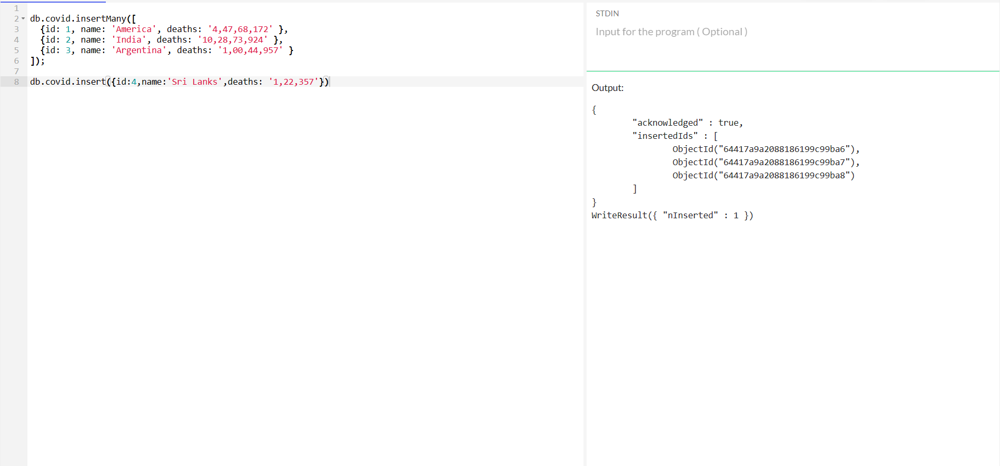 1
2 db.covid.insertMany([
3 {id: 1, name: 'America', deaths: '4,47,68,172' },
4 {id: 2, name: 'India', deaths: '10,28,73,924' },
5 {id: 3, name: 'Argentina', deaths: '1,00,44,957' }
6 ]);
7
8 db.covid.insert({id:4,name:'Sri Lanks',deaths: '1,22,357'})
STDIN
Input for the program ( Optional )
Output:
{
"acknowledged" : true,
"insertedIds" : [
ObjectId("64417a9a2088186199c99ba6"),
ObjectId("64417a9a2088186199c99ba7"),
ObjectId("64417a9a2088186199c99ba8")
]
}
WriteResult({ "nInserted" : 1 })